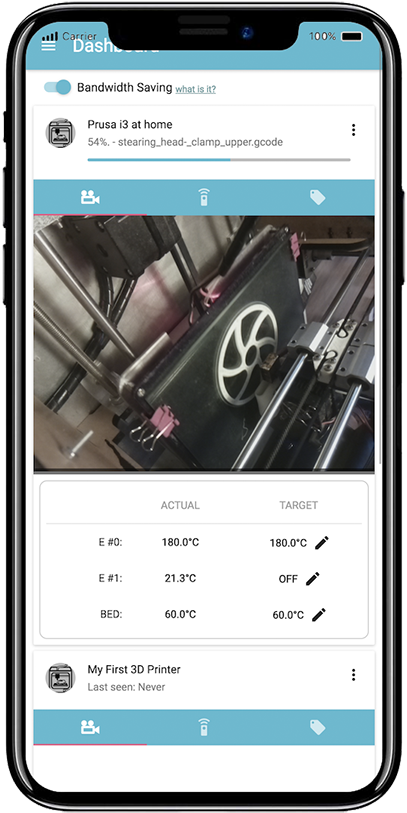 Carrier
100%
Dashboard
Bandwidth Saving what is it?
Prusa i3 at home
54%. - stearing_head-_clamp_upper.gcode
ACTUAL TARGET
E #0: 180.0°C 180.0°C
E #1: 21.3°C OFF
BED: 60.0°C 60.0°C
My First 3D Printer
Last seen: Never